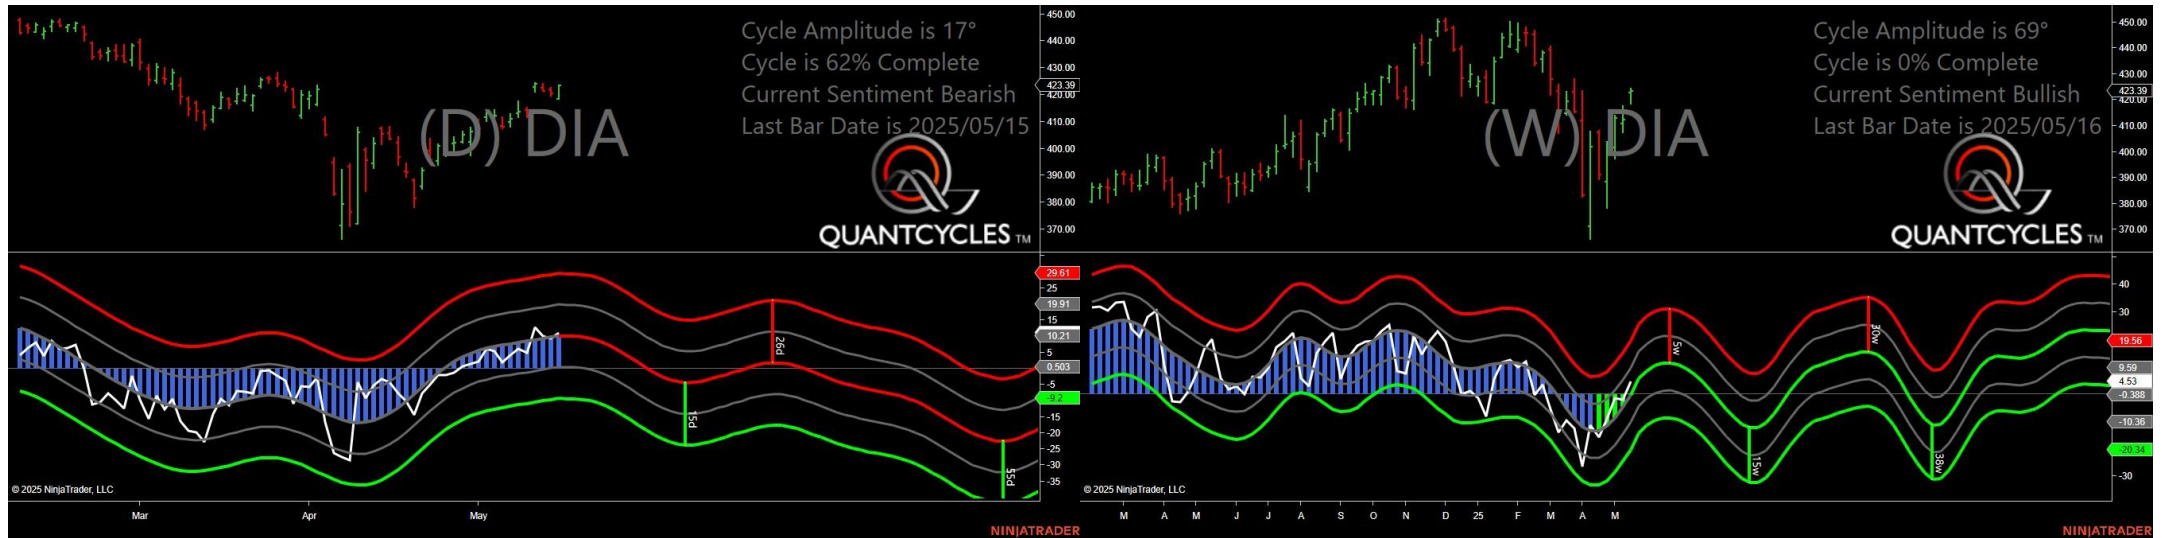 Cycle Amplitude is 17°
Cycle is 62% Complete
Current Sentiment Bearish
Last Bar Date is 2025/05/15
(D) DIA
QUANTCYCLES TM
450.00
440.00
430.00
423.39
420.00
410.00
400.00
390.00
380.00
370.00
29.61
25
19.91
15
10.21
5
0.503
-5
-9.2
-15
-20
-25
-30
-35
26d
15d
55d
© 2025 NinjaTrader, LLC
Mar Apr May
NINJATRADER
Cycle Amplitude is 69°
Cycle is 0% Complete
Current Sentiment Bullish
Last Bar Date is 2025/05/16
(W) DIA
QUANTCYCLES TM
450.00
440.00
430.00
423.39
420.00
410.00
400.00
390.00
380.00
370.00
40
30
19.56
9.59
4.53
-0.388
-10.36
-20.34
-30
5w
30w
15w
38w
© 2025 NinjaTrader, LLC
M A M J J A S O N D 25 F M A M
NINJATRADER